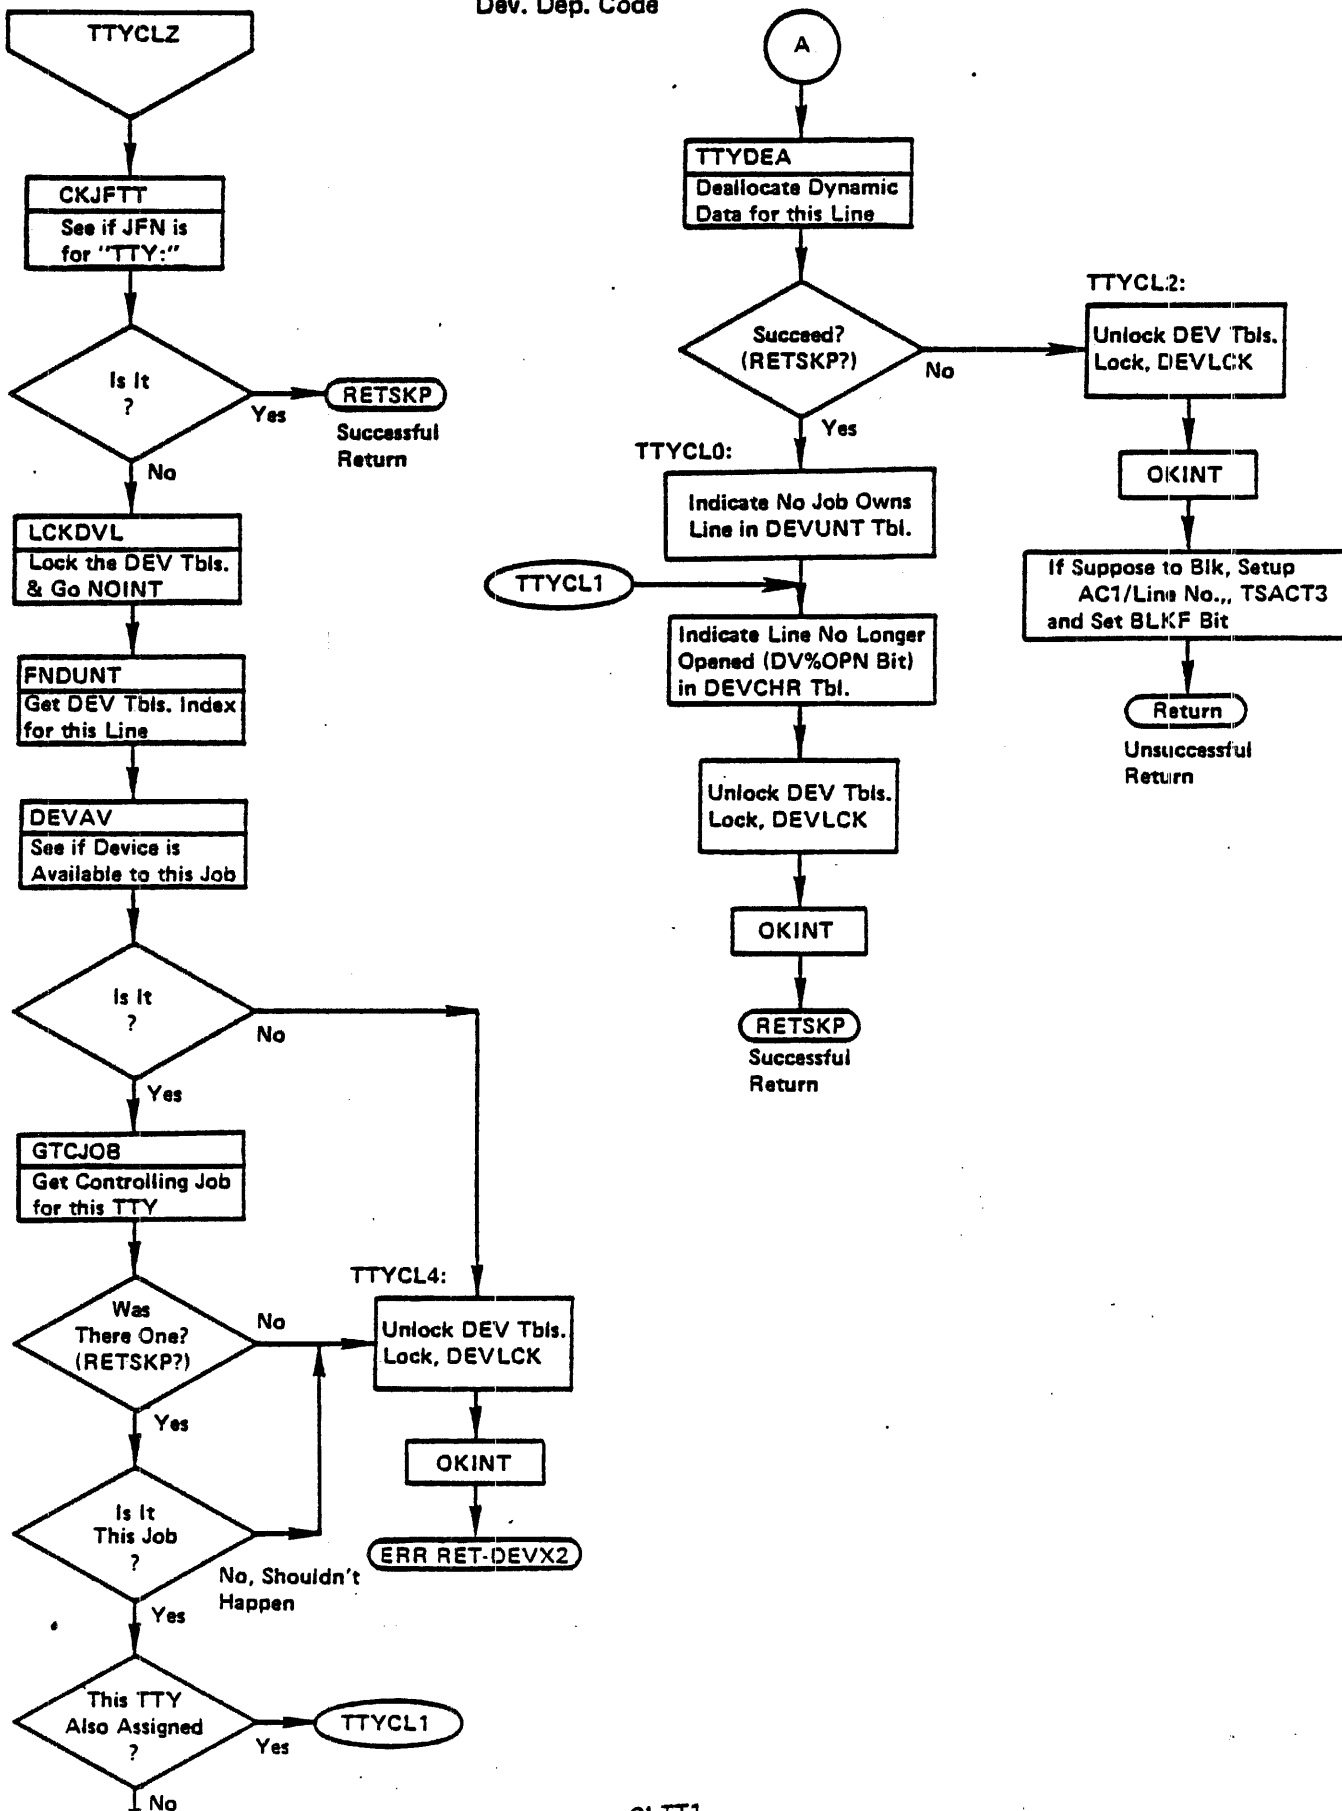 Dev. Dep. Code
TTYCLZ
CKJFTT
See if JFN is
for "TTY:"
Is It
?
Yes
RETSKP
Successful
Return
No
LCKDVL
Lock the DEV Tbls.
& Go NOINT
FNDUNT
Get DEV Tbls. Index
for this Line
DEVAV
See if Device is
Available to this Job
Is It
?
No
Yes
GTCJOB
Get Controlling Job
for this TTY
Was
There One?
(RETSKP?)
No
Yes
TTYCL4:
Unlock DEV Tbls.
Lock, DEVLCK
OKINT
ERR RET-DEVX2
Is It
This Job
?
No, Shouldn't
Happen
Yes
This TTY
Also Assigned
?
Yes
TTYCL1
No
A
TTYDEA
Deallocate Dynamic
Data for this Line
Succeed?
(RETSKP?)
No
Yes
TTYCL2:
Unlock DEV Tbls.
Lock, DEVLCK
OKINT
If Suppose to Blk, Setup
AC1/Line No.,, TSACT3
and Set BLKF Bit
Return
Unsuccessful
Return
TTYCL0:
Indicate No Job Owns
Line in DEVUNT Tbl.
TTYCL1
Indicate Line No Longer
Opened (DV%OPN Bit)
in DEVCHR Tbl.
Unlock DEV Tbls.
Lock, DEVLCK
OKINT
RETSKP
Successful
Return